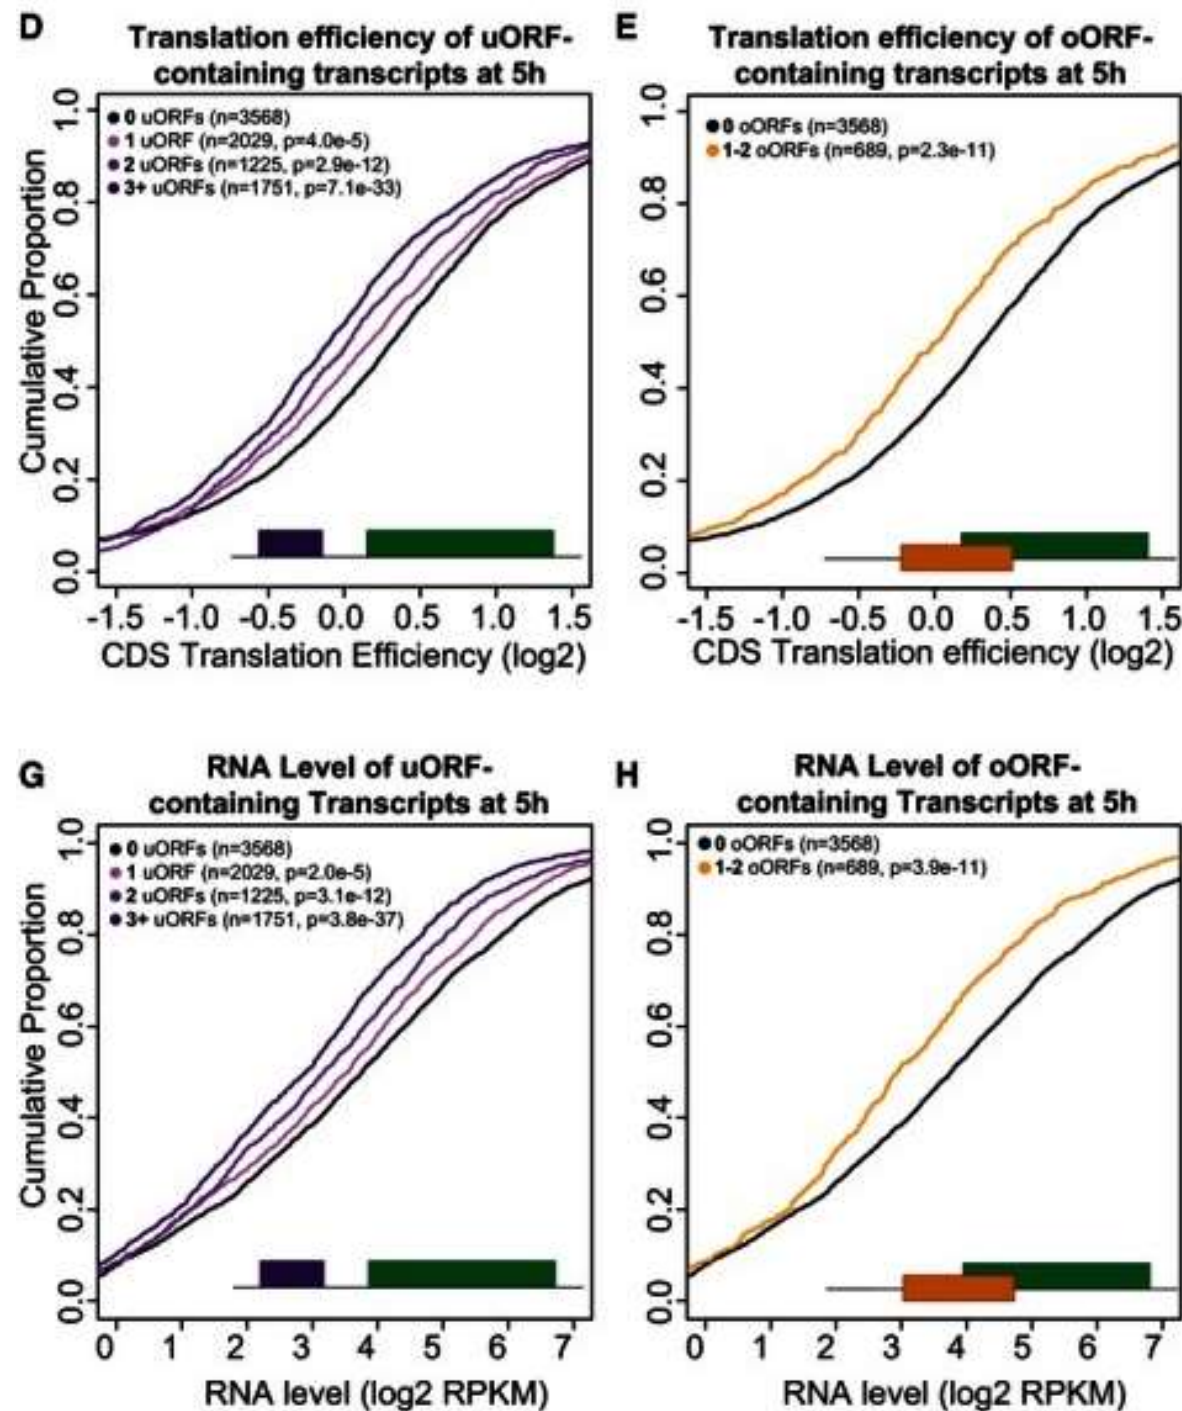 D
Translation efficiency of uORF-
containing transcripts at 5h
0 uORFs (n=3568)
1 uORF (n=2029, p=4.0e-5)
2 uORFs (n=1225, p=2.9e-12)
3+ uORFs (n=1751, p=7.1e-33)
Cumulative Proportion
0.0 0.2 0.4 0.6 0.8 1.0
-1.5 -1.0 -0.5 0.0 0.5 1.0 1.5
CDS Translation Efficiency (log2)
E
Translation efficiency of oORF-
containing transcripts at 5h
0 oORFs (n=3568)
1-2 oORFs (n=689, p=2.3e-11)
0.0 0.2 0.4 0.6 0.8 1.0
-1.5 -1.0 -0.5 0.0 0.5 1.0 1.5
CDS Translation efficiency (log2)
G
RNA Level of uORF-
containing Transcripts at 5h
0 uORFs (n=3568)
1 uORF (n=2029, p=2.0e-5)
2 uORFs (n=1225, p=3.1e-12)
3+ uORFs (n=1751, p=3.8e-37)
Cumulative Proportion
0.0 0.2 0.4 0.6 0.8 1.0
0 1 2 3 4 5 6 7
RNA level (log2 RPKM)
H
RNA Level of oORF-
containing Transcripts at 5h
0 oORFs (n=3568)
1-2 oORFs (n=689, p=3.9e-11)
0.0 0.2 0.4 0.6 0.8 1.0
0 1 2 3 4 5 6 7
RNA level (log2 RPKM)